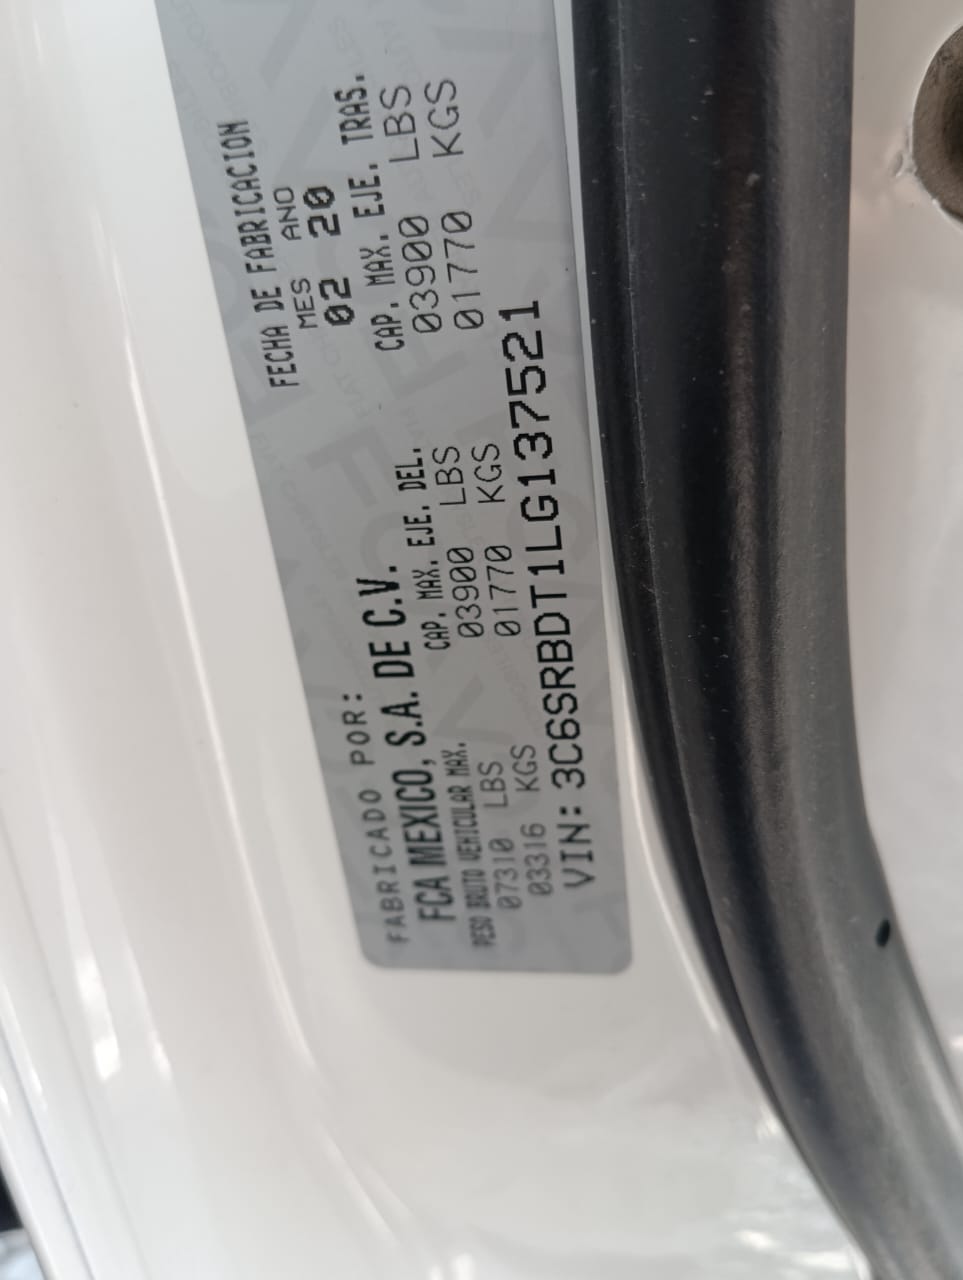 FECHA DE FABRICACION
MES AÑO
02 20
FABRICADO POR:
FCA MEXICO, S.A. DE C.V.
PESO BRUTO VEHICULAR MAX.
07310 LBS
03316 KGS
CAP. MAX. EJE. DEL.
03900 LBS
01770 KGS
CAP. MAX. EJE. TRAS.
03900 LBS
01770 KGS
VIN: 3C6SRBDT1LG137521